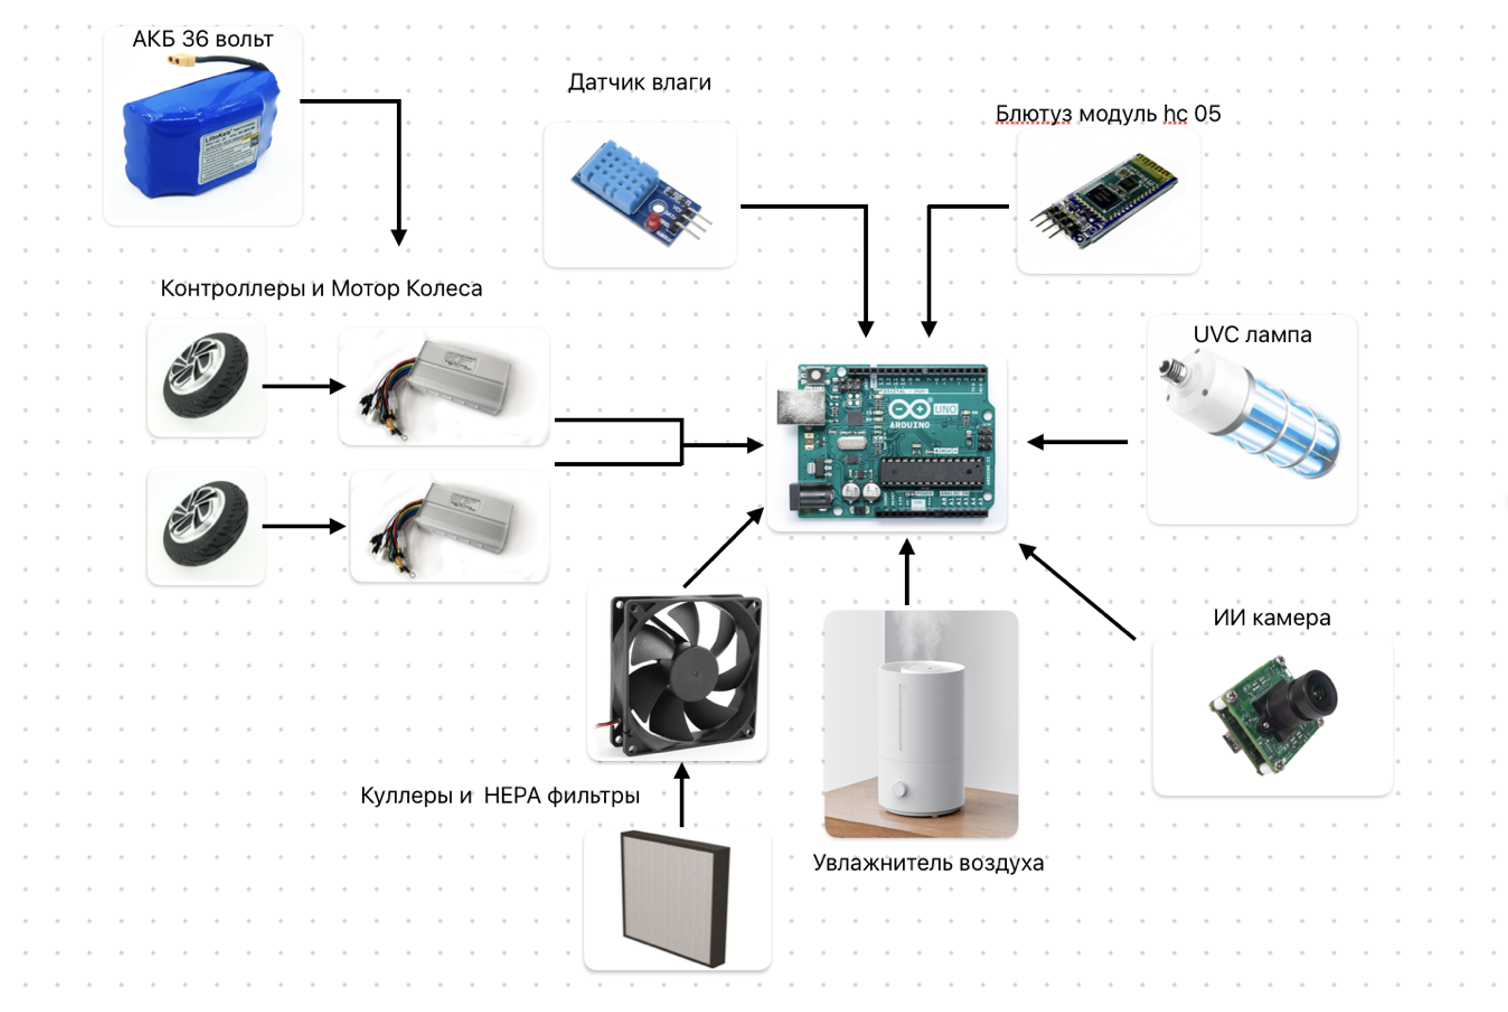 АКБ 36 вольт
Датчик влаги
Блютуз модуль hc 05
Контроллеры и Мотор Колеса
UVC лампа
UNO
ARDUINO
ИИ камера
Куллеры и  HEPA фильтры
Увлажнитель воздуха